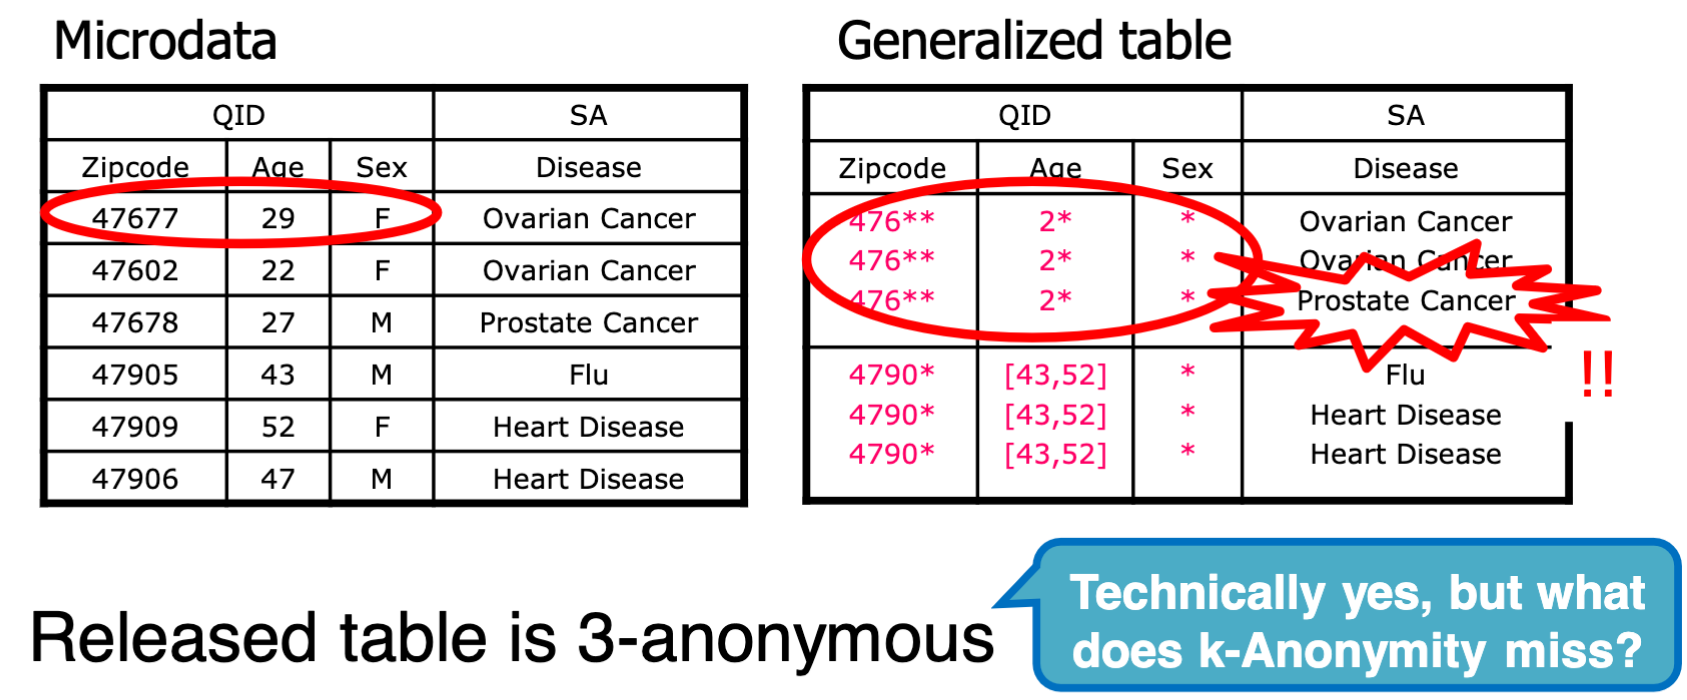 Microdata
QID SA
Zipcode Age Sex Disease
47677 29 F Ovarian Cancer
47602 22 F Ovarian Cancer
47678 27 M Prostate Cancer
47905 43 M Flu
47909 52 F Heart Disease
47906 47 M Heart Disease
Generalized table
QID SA
Zipcode Age Sex Disease
476** 2* * Ovarian Cancer
476** 2* * Ovarian Cancer
476** 2* * Prostate Cancer
4790* [43,52] * Flu
4790* [43,52] * Heart Disease
4790* [43,52] * Heart Disease
!!
Released table is 3-anonymous
Technically yes, but what
does k-Anonymity miss?